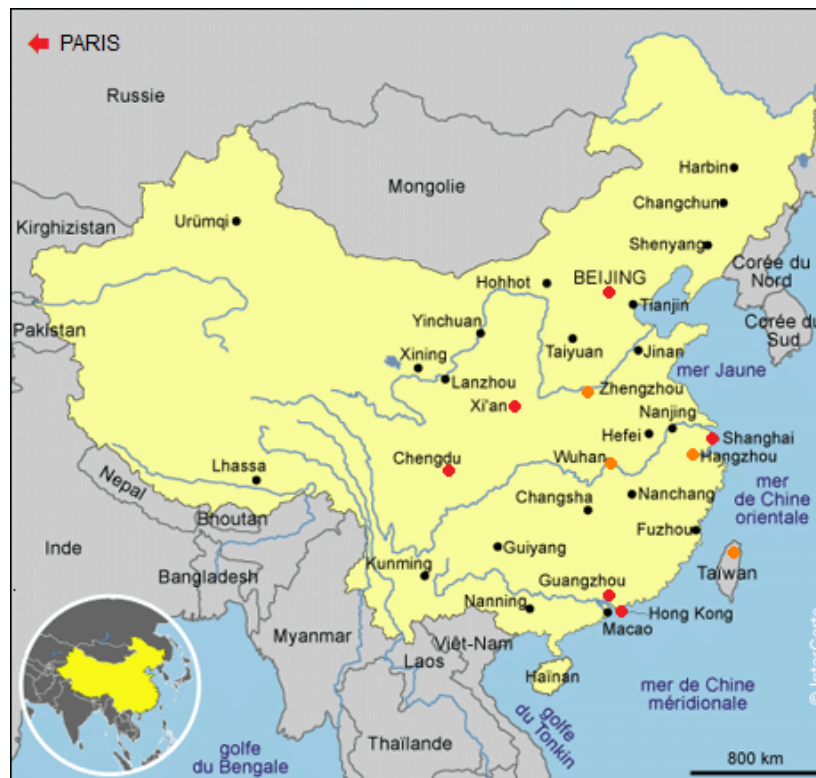 PARIS
Russie
Mongolie
Harbin
Changchun
Urümqi
Kirghizistan
Shenyang
Corée du
Nord
Hohhot
BEIJING
Tianjin
Pakistan
Yinchuan
Corée du
Sud
Xining
Taiyuan
Jinan
mer Jaune
Lanzhou
Zhengzhou
Xi'an
Nanjing
Hefei
Shanghai
Chengdu
Wuhan
Hangzhou
Lhassa
mer
de Chine
orientale
Népal
Changsha
Nanchang
Bhoutan
Fuzhou
Inde
Guiyang
Kunming
Bangladesh
Taïwan
Guangzhou
Nanning
Hong Kong
Macao
Myanmar
Viêt-Nam
Laos
Haïnan
mer de Chine
méridionale
golfe
du Tonkin
golfe
du Bengale
Thaïlande
800 km
© InterCarto